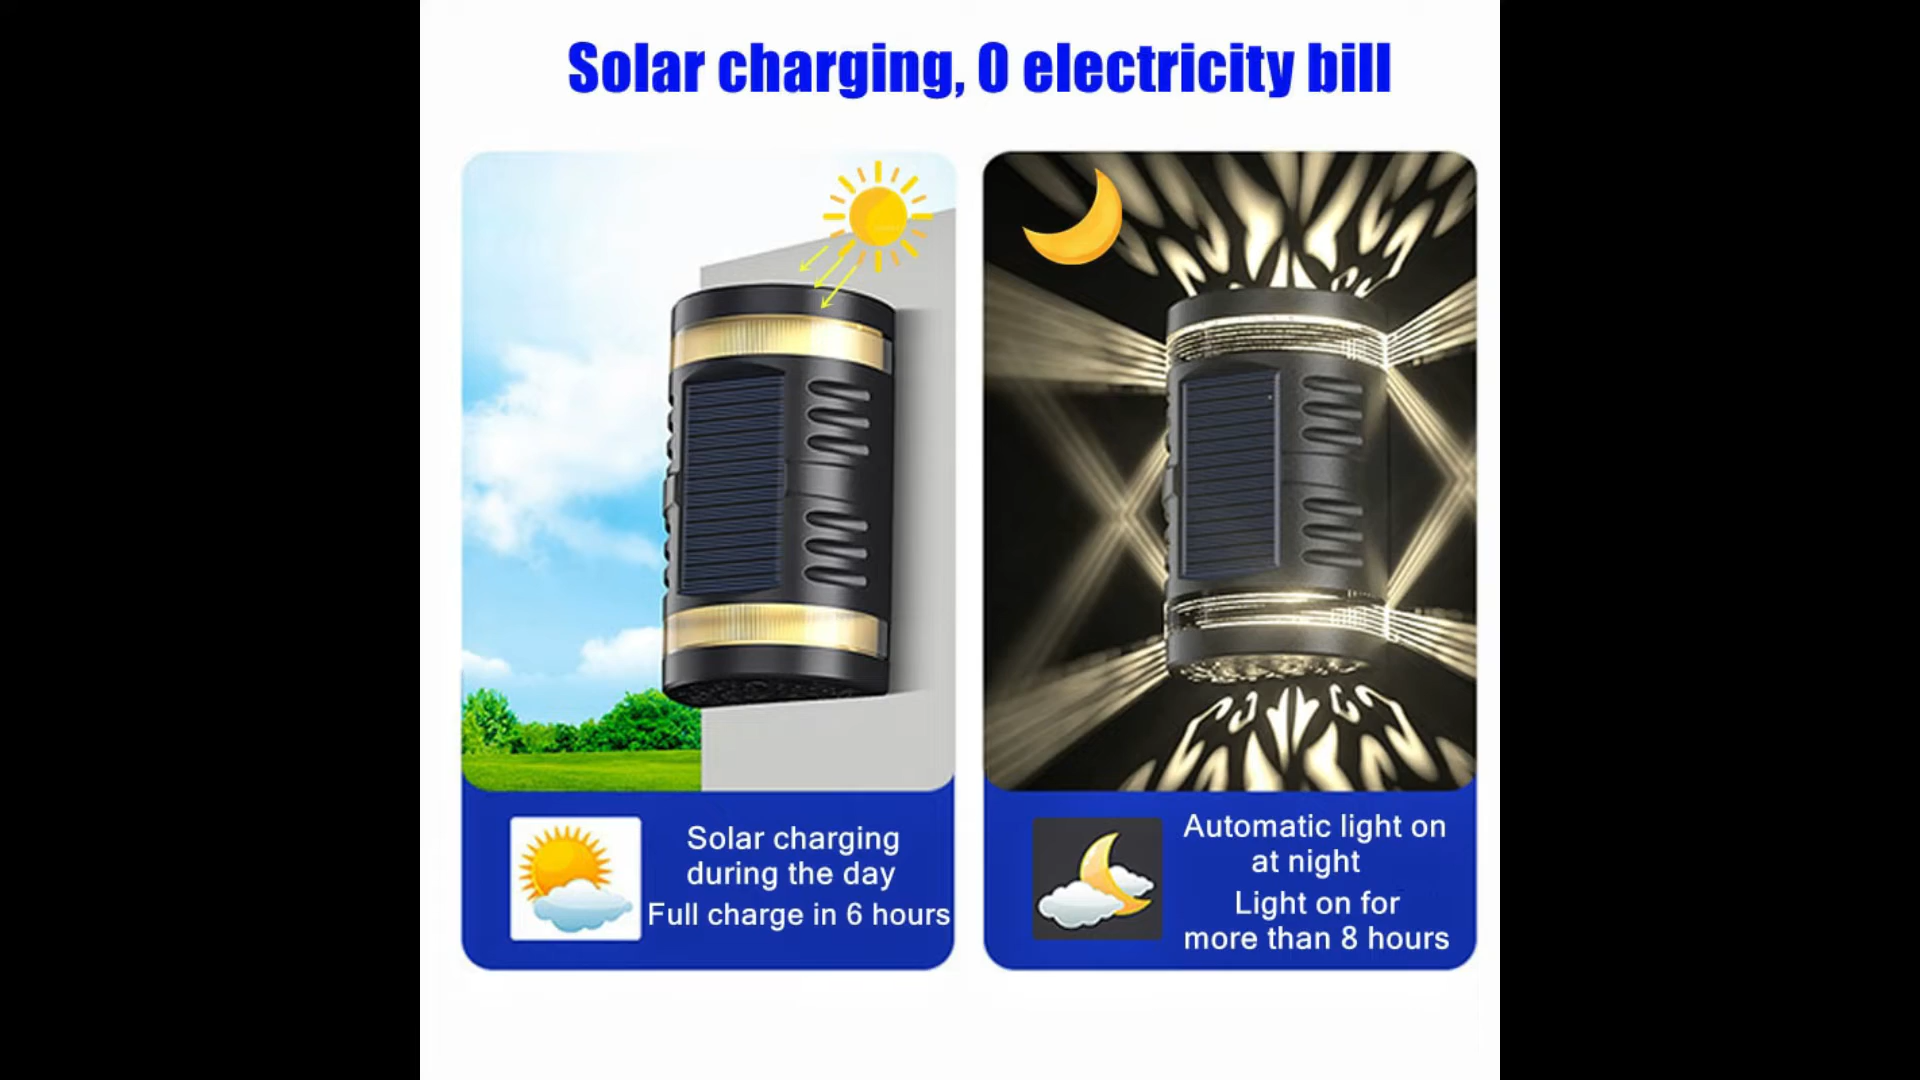 Solar charging, 0 electricity bill
Solar charging
during the day
Full charge in 6 hours
Automatic light on
at night
Light on for
more than 8 hours